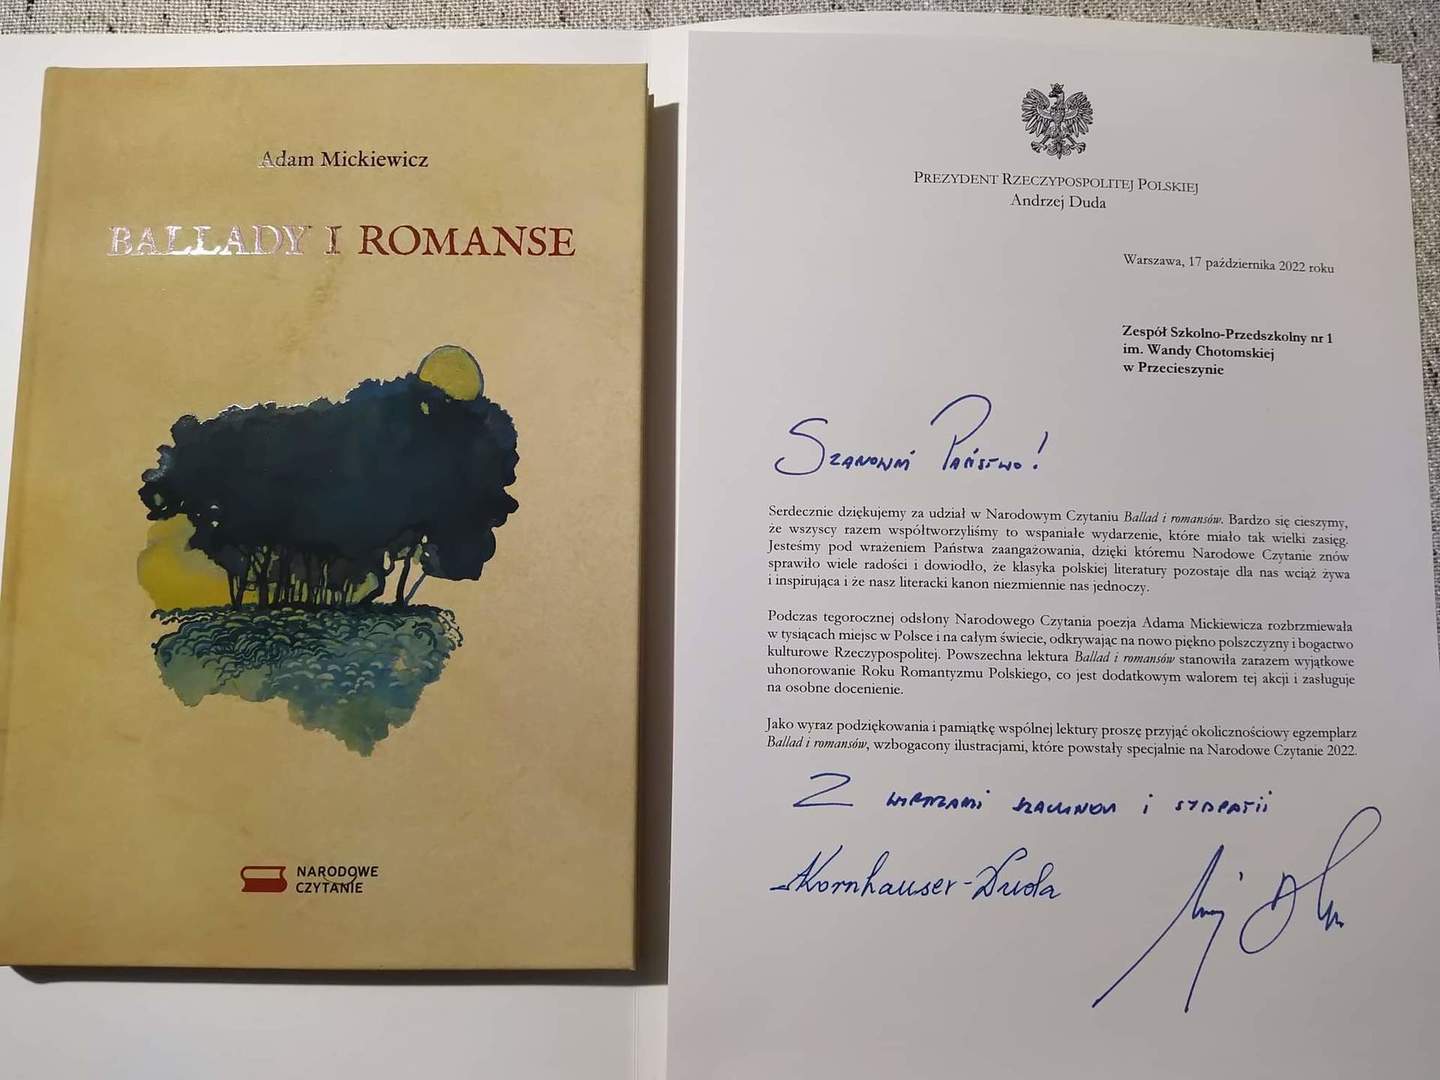 Adam Mickiewicz
BALLADY I ROMANSE
NARODOWE
CZYTANIE
PREZYDENT RZECZYPOSPOLITEJ POLSKIEJ
Andrzej Duda
Warszawa, 17 października 2022 roku
Zespół Szkolno-Przedszkolny nr 1
im. Wandy Chotomskiej
w Przecieszynie
Szanowni Państwo!
Serdecznie dziękujemy za udział w Narodowym Czytaniu Ballad i romansów. Bardzo się cieszymy,
że wszyscy razem współtworzyliśmy to wspaniałe wydarzenie, które miało tak wielki zasięg.
Jesteśmy pod wrażeniem Państwa zaangażowania, dzięki któremu Narodowe Czytanie znów
sprawiło wiele radości i dowiodło, że klasyka polskiej literatury pozostaje dla nas wciąż żywa
i inspirująca i że nasz literacki kanon niezmiennie nas jednoczy.
Podczas tegorocznej odsłony Narodowego Czytania poezja Adama Mickiewicza rozbrzmiewała
w tysiącach miejsc w Polsce i na całym świecie, odkrywając na nowo piękno polszczyzny i bogactwo
kulturowe Rzeczypospolitej. Powszechna lektura Ballad i romansów stanowiła zarazem wyjątkowe
uhonorowanie Roku Romantyzmu Polskiego, co jest dodatkowym walorem tej akcji i zasługuje
na osobne docenienie.
Jako wyraz podziękowania i pamiątkę wspólnej lektury proszę przyjąć okolicznościowy egzemplarz
Ballad i romansów, wzbogacony ilustracjami, które powstały specjalnie na Narodowe Czytanie 2022.
Z wyrazami szacunku i sympatii
AKornhauser-Duda